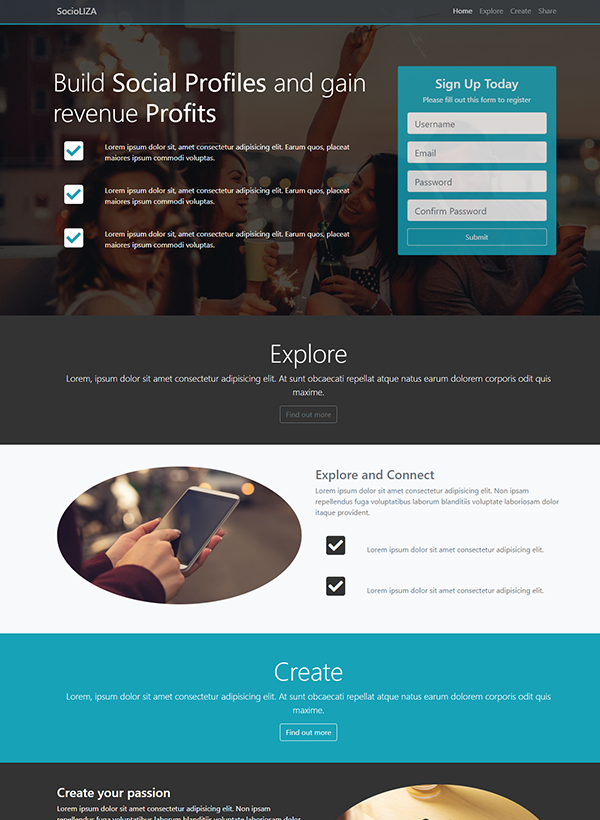 SocioLIZA
Home Explore Create Share
Build Social Profiles and gain
revenue Profits
Lorem ipsum dolor sit amet, consectetur adipisicing elit. Earum quos, placeat
maiores ipsum commodi voluptas.
Lorem ipsum dolor sit, amet consectetur adipisicing elit. Earum quos, placeat
maiores ipsum commodi voluptas.
Lorem ipsum dolor sit, amet consectetur adipisicing elit. Earum quos, placeat
maiores ipsum commodi voluptas.
Sign Up Today
Please fill out this form to register
Username
Email
Password
Confirm Password
Submit
Explore
Lorem, ipsum dolor sit amet consectetur adipisicing elit. At sunt obcaecati repellat atque natus earum dolorem corporis odit quis
maxime.
Find out more
Explore and Connect
Lorem ipsum dolor sit amet consectetur adipisicing elit. Non ipsam
repellendus fuga voluptatibus laborum blanditiis voluptate laboriosam dolor
itaque provident.
Lorem ipsum dolor sit amet consectetur adipisicing elit.
Lorem ipsum dolor sit amet consectetur adipisicing elit.
Create
Lorem, ipsum dolor sit amet consectetur adipisicing elit. At sunt obcaecati repellat atque natus earum dolorem corporis odit quis
maxime.
Find out more
Create your passion
Lorem ipsum dolor sit amet consectetur adipisicing elit. Non ipsam